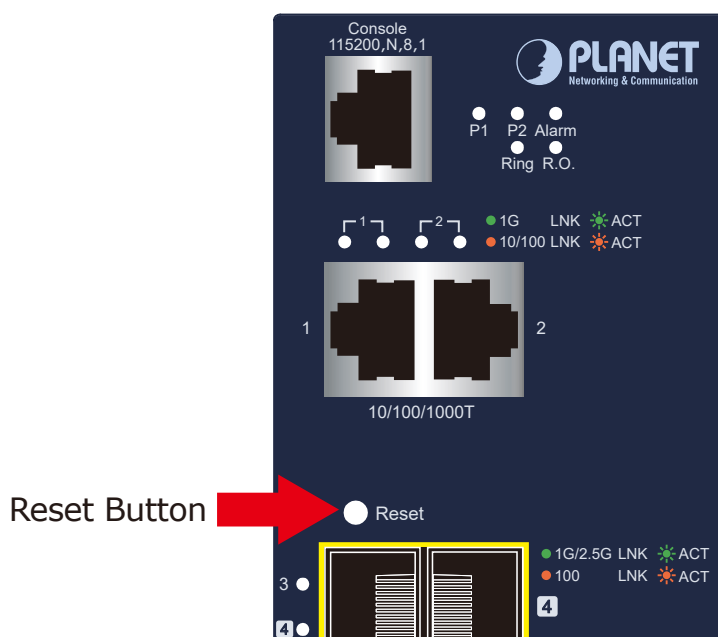 Console
115200,N,8,1
PLANET
Networking & Communication
P1 P2 Alarm
Ring R.O.
1 2 1G LNK ACT
10/100 LNK ACT
1 2
10/100/1000T
Reset Button Reset
1G/2.5G LNK ACT
3 100 LNK ACT
4
4